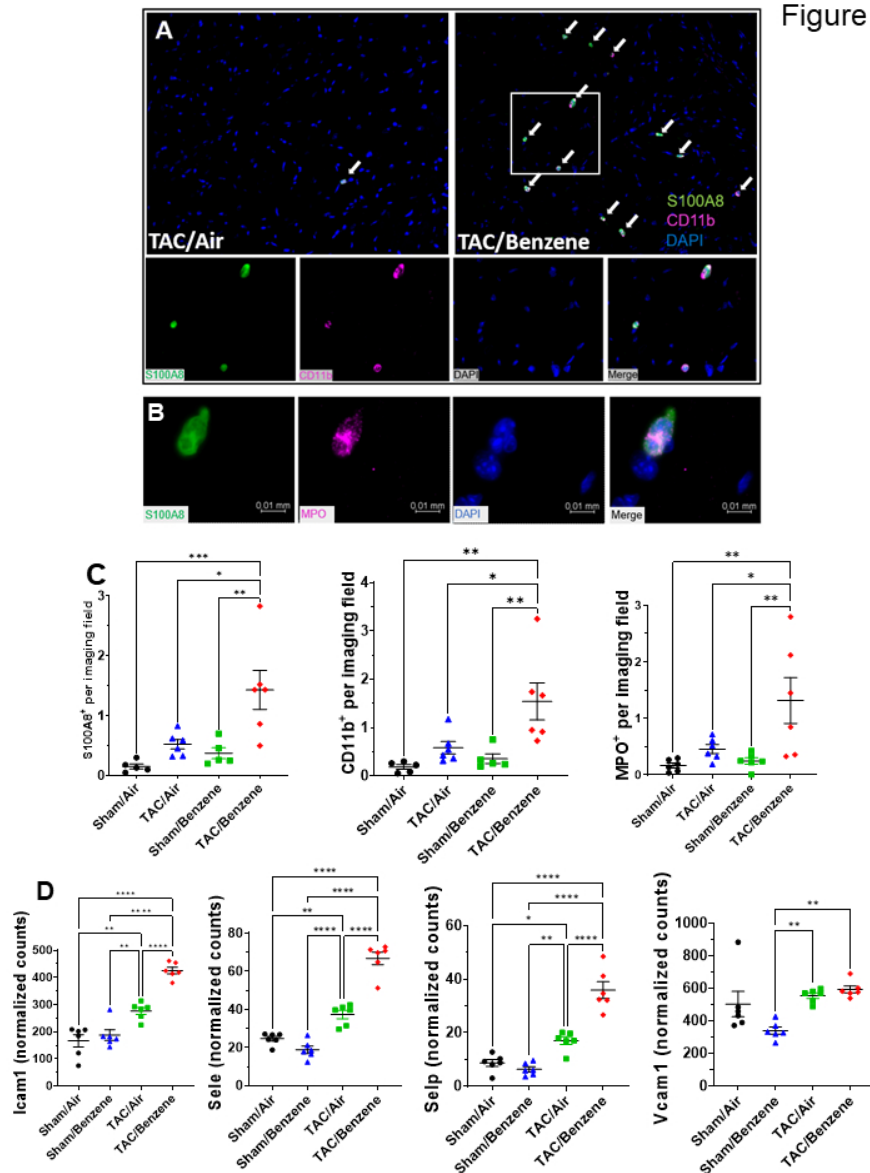 Figure
A
TAC/Air
TAC/Benzene
S100A8
CD11b
DAPI
S100A8
CD11b
DAPI
Merge
B
S100A8
MPO
0,01 mm
DAPI
0,01 mm
Merge
0,01 mm
0,01 mm
C
S100A8⁺ per imaging field
***
*
**
3
2
1
0
Sham/Air
TAC/Air
Sham/Benzene
TAC/Benzene
CD11b⁺ per imaging field
**
*
**
4
3
2
1
0
Sham/Air
TAC/Air
Sham/Benzene
TAC/Benzene
MPO⁺ per imaging field
**
*
**
3
2
1
0
Sham/Air
TAC/Air
Sham/Benzene
TAC/Benzene
D
Icam1 (normalized counts)
****
****
**
**
****
500
400
300
200
100
0
Sham/Air
Sham/Benzene
TAC/Air
TAC/Benzene
Sele (normalized counts)
****
****
**
****
****
80
60
40
20
0
Sham/Air
Sham/Benzene
TAC/Air
TAC/Benzene
Selp (normalized counts)
****
****
*
**
****
60
40
20
0
Sham/Air
Sham/Benzene
TAC/Air
TAC/Benzene
Vcam1 (normalized counts)
**
**
1000
800
600
400
200
0
Sham/Air
Sham/Benzene
TAC/Air
TAC/Benzene